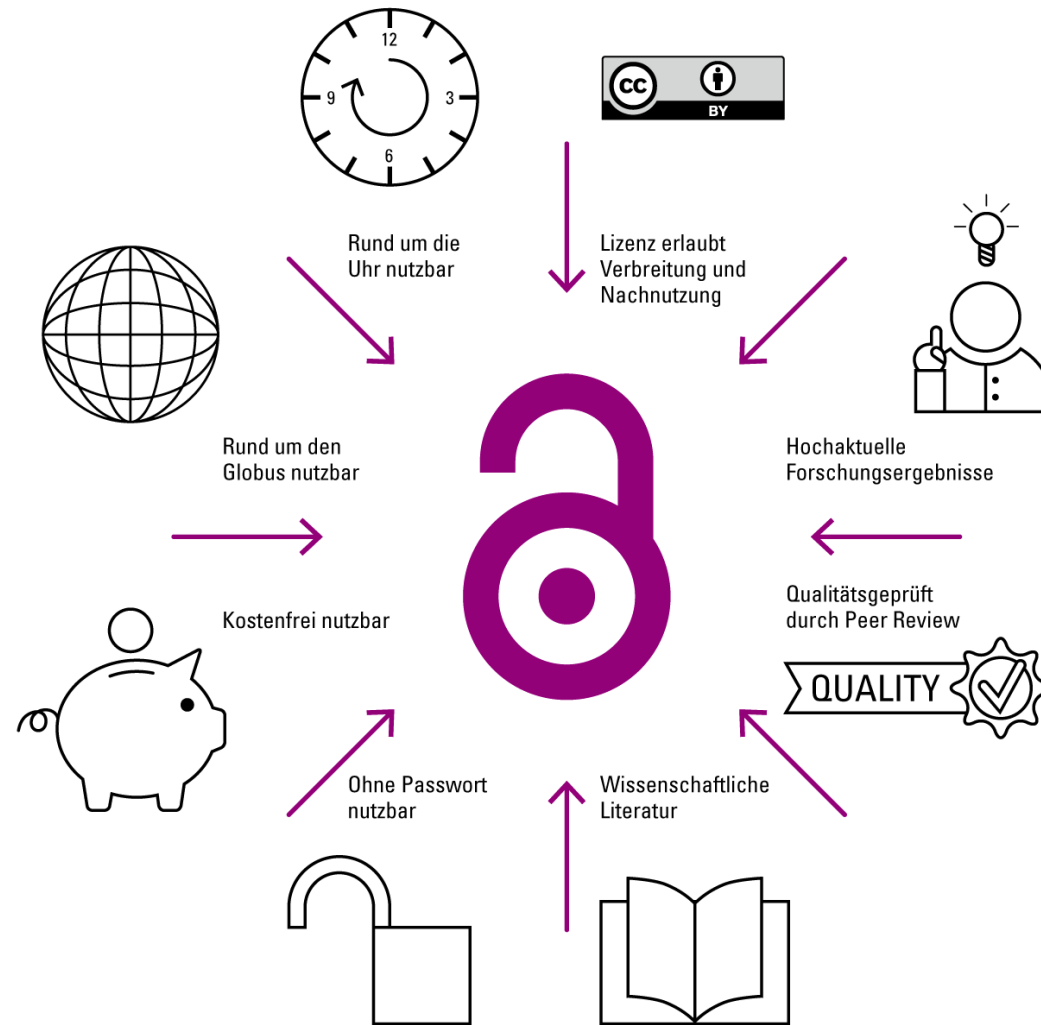 12
9
3
6
CC
BY
Rund um die
Uhr nutzbar
Lizenz erlaubt
Verbreitung und
Nachnutzung
Rund um den
Globus nutzbar
Hochaktuelle
Forschungsergebnisse
Kostenfrei nutzbar
Qualitätsgeprüft
durch Peer Review
QUALITY
Ohne Passwort
nutzbar
Wissenschaftliche
Literatur